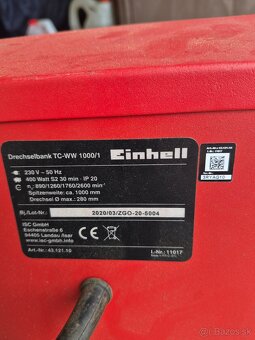 Drechselbank TC-WW 1000/1
Einhell
230 V ~ 50 Hz
400 Watt S2 30 min · IP 20
n₀ 890/1260/1760/2600 min⁻¹
Spitzenweite: ca. 1000 mm
Drechsel Ø max.: 280 mm
Bj./Lot-Nr.:
2020/03/ZGO-20-5004
ISC GmbH
Eschenstraße 6
94405 Landau /Isar
www.isc-gmbh.info
Art.-Nr.: 43.121.10
I.-Nr.: 11017
bazos.sk